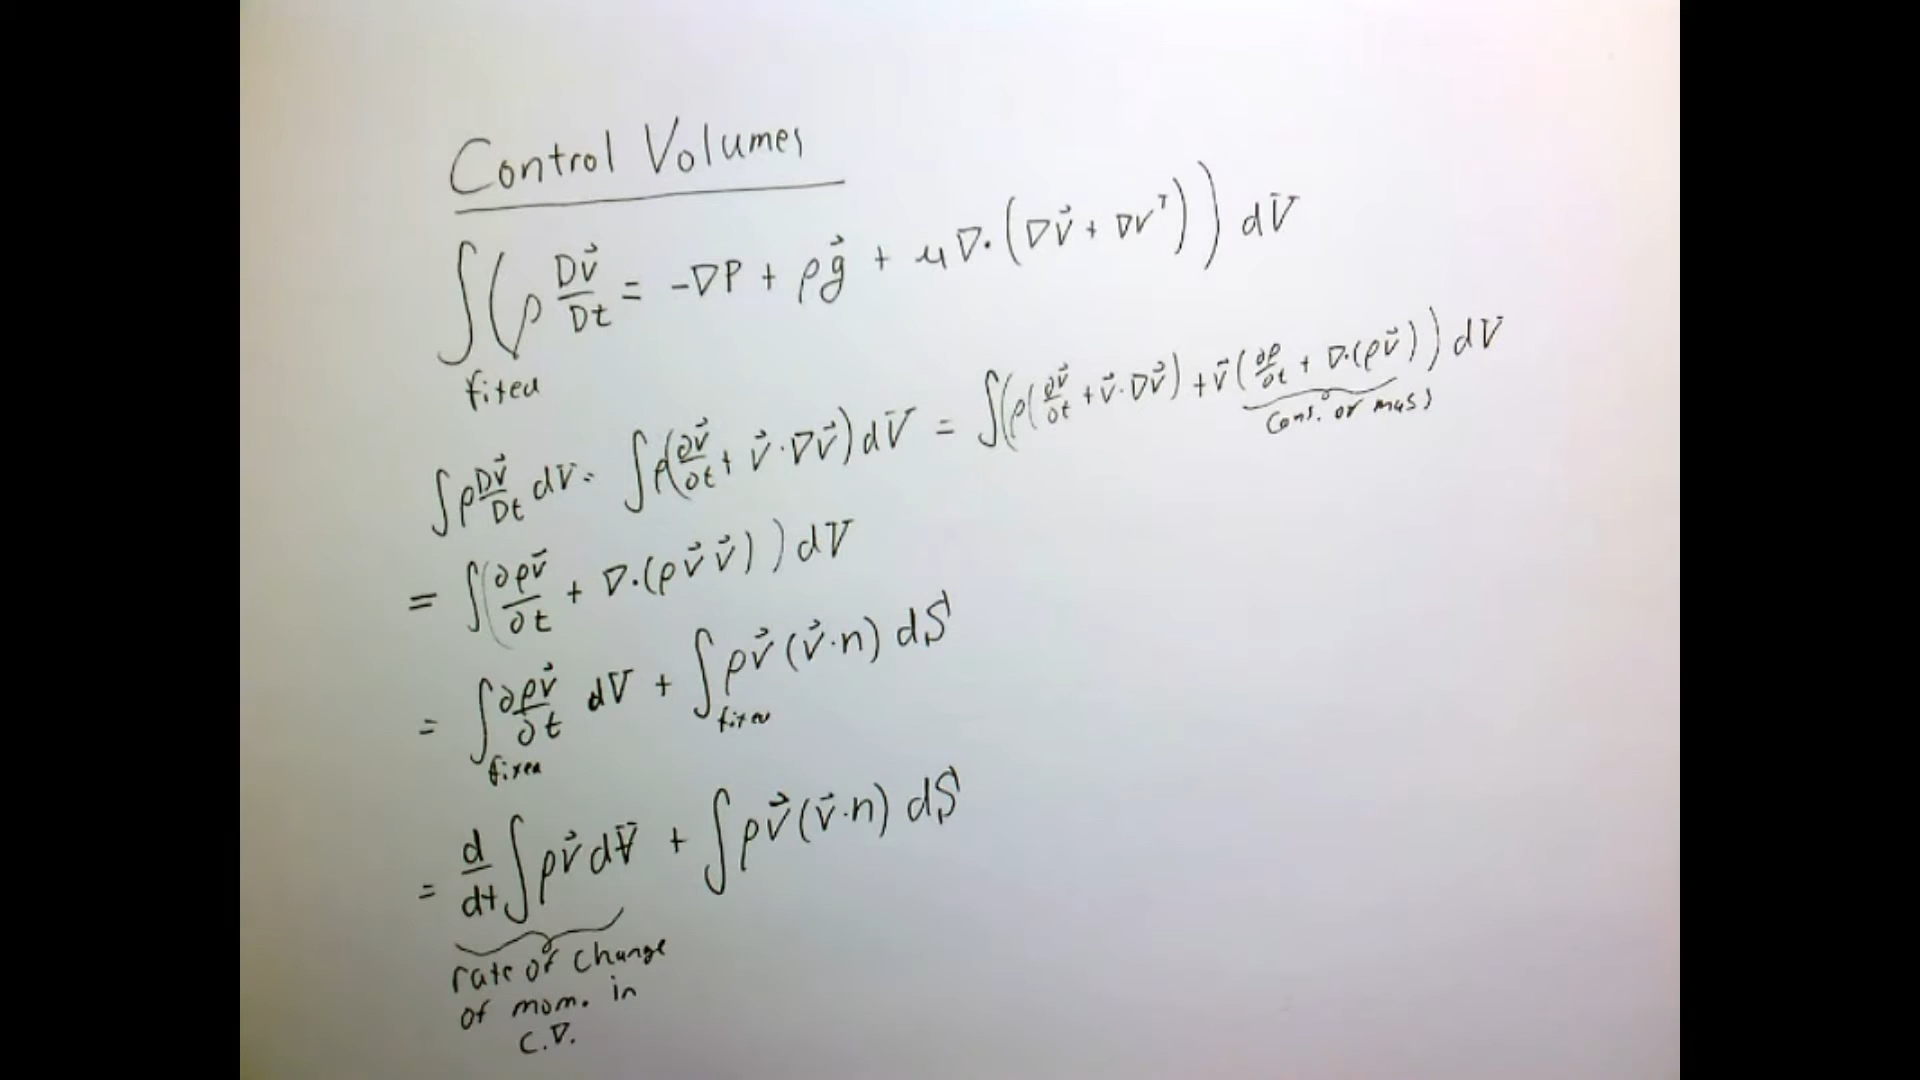 Control Volumes
∫(ρ Dv⃗/Dt = -∇P + ρg⃗ + μ∇·(∇v⃗ + ∇v^T)) dV
fixed
∫ρ Dv⃗/Dt dV = ∫ρ(∂v⃗/∂t + v⃗·∇v⃗) dV = ∫(ρ(∂v⃗/∂t + v⃗·∇v⃗) + v⃗(∂ρ/∂t + ∇·(ρv⃗))) dV
cons. of mass
= ∫(∂ρv⃗/∂t + ∇·(ρv⃗v⃗)) dV
= ∫ ∂ρv⃗/∂t dV + ∫ρv⃗(v⃗·n) dS
fixed fixed
= d/dt ∫ρv⃗ dV + ∫ρv⃗(v⃗·n) dS
rate of change
of mom. in
C.V.